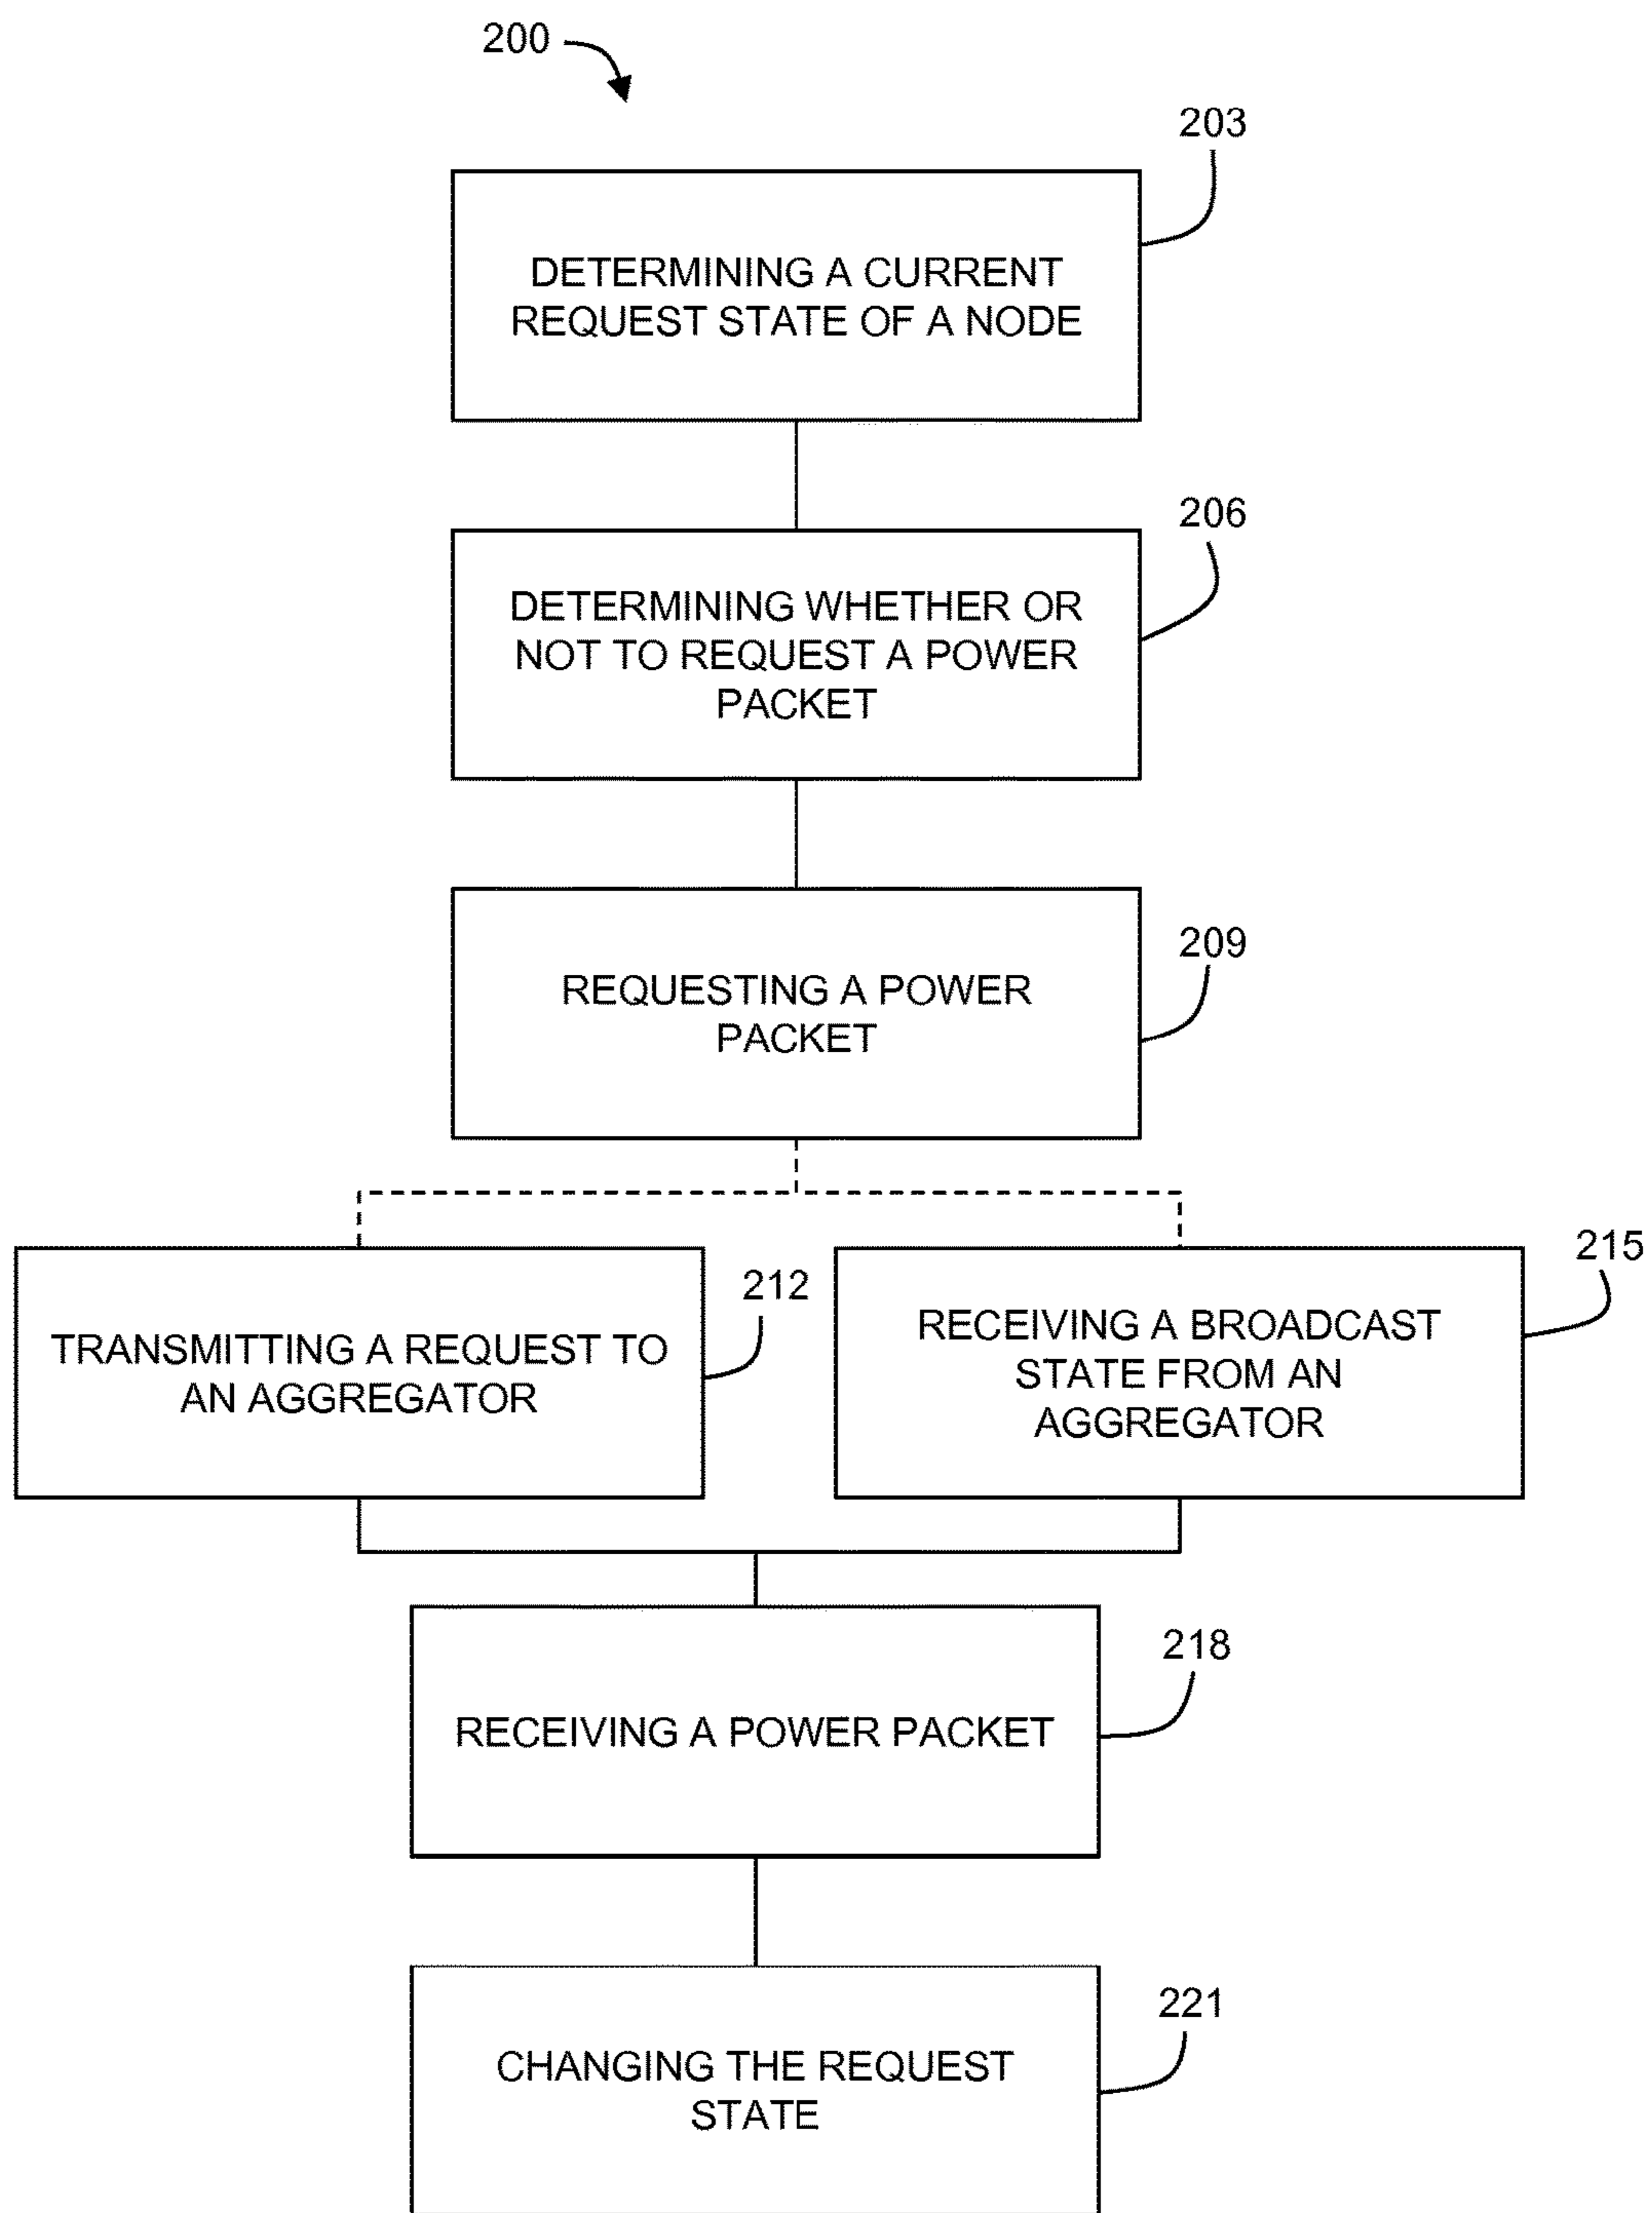 200
203
DETERMINING A CURRENT
REQUEST STATE OF A NODE
206
DETERMINING WHETHER OR
NOT TO REQUEST A POWER
PACKET
209
REQUESTING A POWER
PACKET
212
TRANSMITTING A REQUEST TO
AN AGGREGATOR
215
RECEIVING A BROADCAST
STATE FROM AN
AGGREGATOR
218
RECEIVING A POWER PACKET
221
CHANGING THE REQUEST
STATE